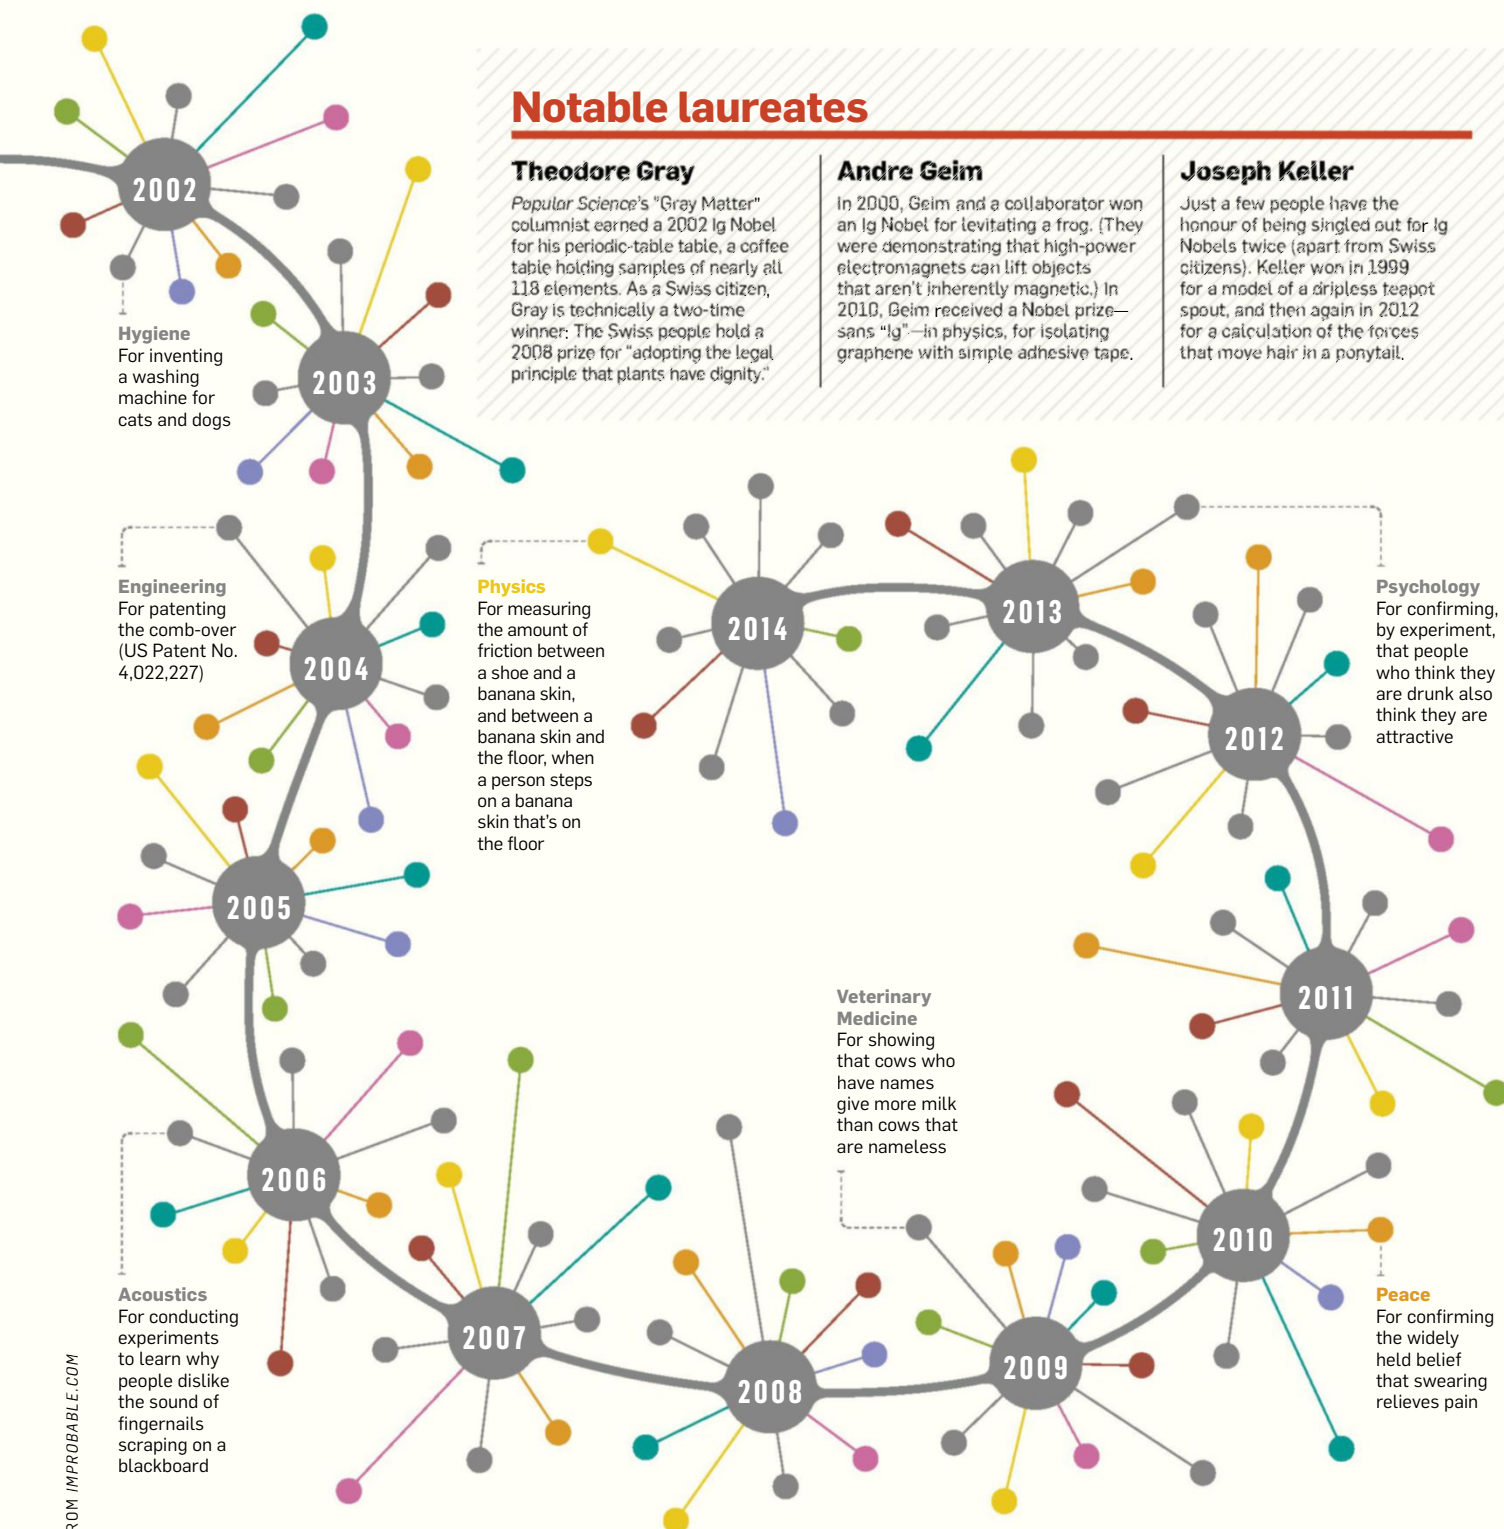 Notable laureates
Theodore Gray
Popular Science's "Gray Matter"
columnist earned a 2002 Ig Nobel
for his periodic-table table, a coffee
table holding samples of nearly all
118 elements. As a Swiss citizen,
Gray is technically a two-time
winner: The Swiss people hold a
2008 prize for "adopting the legal
principle that plants have dignity."
Andre Geim
In 2000, Geim and a collaborator won
an Ig Nobel for levitating a frog. (They
were demonstrating that high-power
electromagnets can lift objects
that aren't inherently magnetic.) In
2010, Geim received a Nobel prize—
sans "Ig"—in physics, for isolating
graphene with simple adhesive tape.
Joseph Keller
Just a few people have the
honour of being singled out for Ig
Nobels twice (apart from Swiss
citizens). Keller won in 1999
for a model of a dripless teapot
spout, and then again in 2012
for a calculation of the forces
that move hair in a ponytail.
2002
Hygiene
For inventing
a washing
machine for
cats and dogs
2003
Engineering
For patenting
the comb-over
(US Patent No.
4,022,227)
2004
Physics
For measuring
the amount of
friction between
a shoe and a
banana skin,
and between a
banana skin and
the floor, when
a person steps
on a banana
skin that's on
the floor
2014
2013
Psychology
For confirming,
by experiment,
that people
who think they
are drunk also
think they are
attractive
2012
2005
2011
Veterinary
Medicine
For showing
that cows who
have names
give more milk
than cows that
are nameless
2006
2010
Acoustics
For conducting
experiments
to learn why
people dislike
the sound of
fingernails
scraping on a
blackboard
2007
2008
2009
Peace
For confirming
the widely
held belief
that swearing
relieves pain
ROM IMPROBABLE.COM